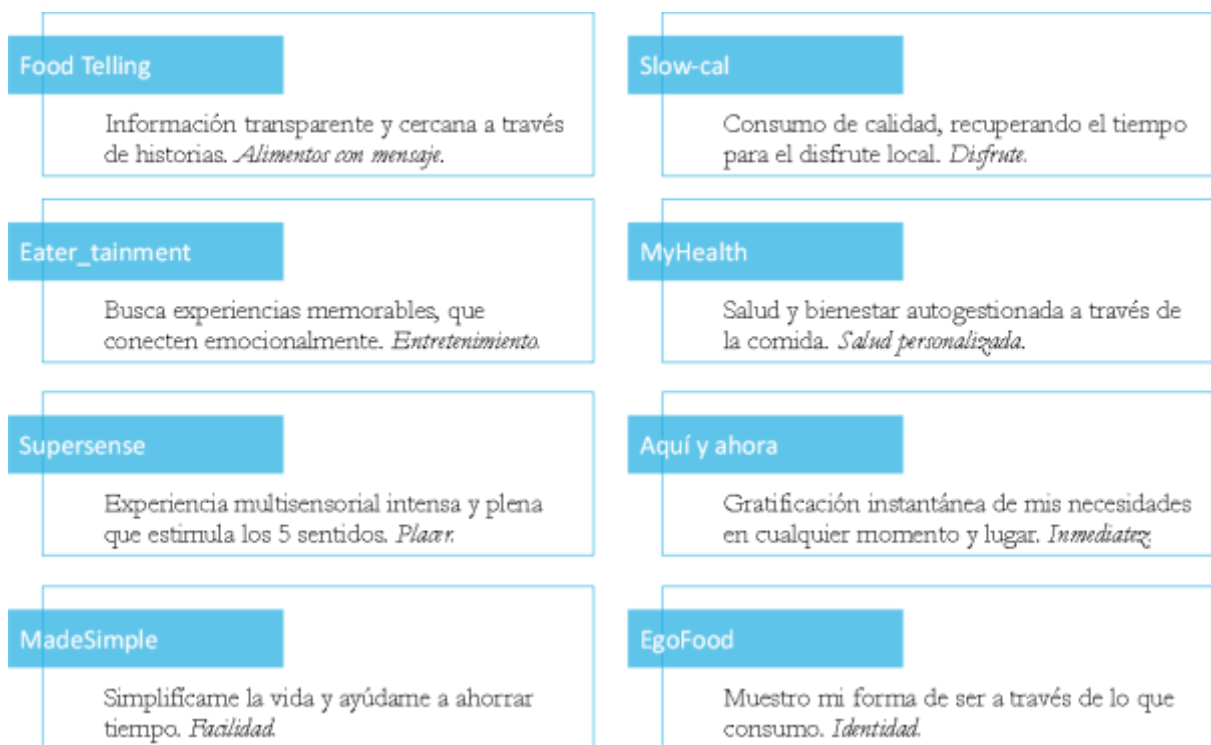 Food Telling
Información transparente y cercana a través
de historias. Alimentos con mensaje.
Slow-cal
Consumo de calidad, recuperando el tiempo
para el disfrute local. Disfrute.
Eater_tainment
Busca experiencias memorables, que
conecten emocionalmente. Entretenimiento.
MyHealth
Salud y bienestar autogestionada a través de
la comida. Salud personalizada.
Supersense
Experiencia multisensorial intensa y plena
que estimula los 5 sentidos. Placer.
Aquí y ahora
Gratificación instantánea de mis necesidades
en cualquier momento y lugar. Inmediatez.
MadeSimple
Simplifícame la vida y ayúdame a ahorrar
tiempo. Facilidad.
EgoFood
Muestro mi forma de ser a través de lo que
consumo. Identidad.